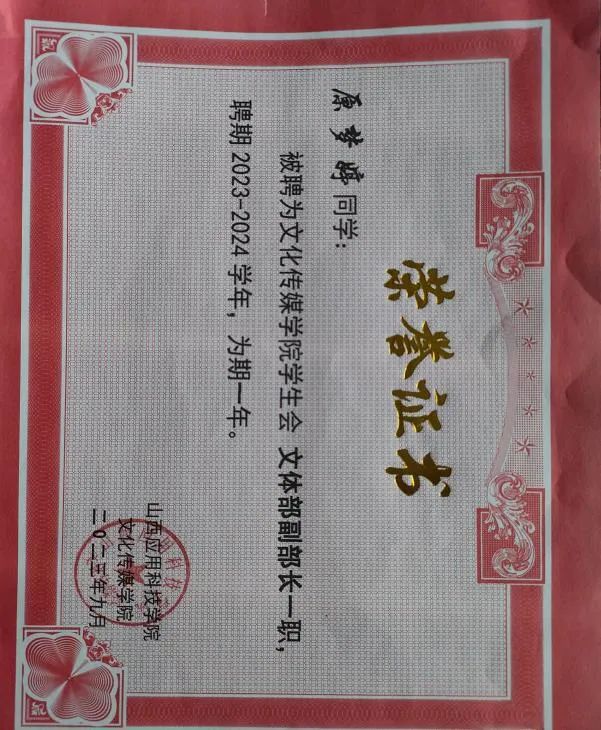 荣誉证书
原梦婷 同学：
被聘为文化传媒学院学生会 文体部副部长一职，
聘期 2023-2024 学年，为期一年。
山西应用科技学院
文化传媒学院
二〇二三年九月